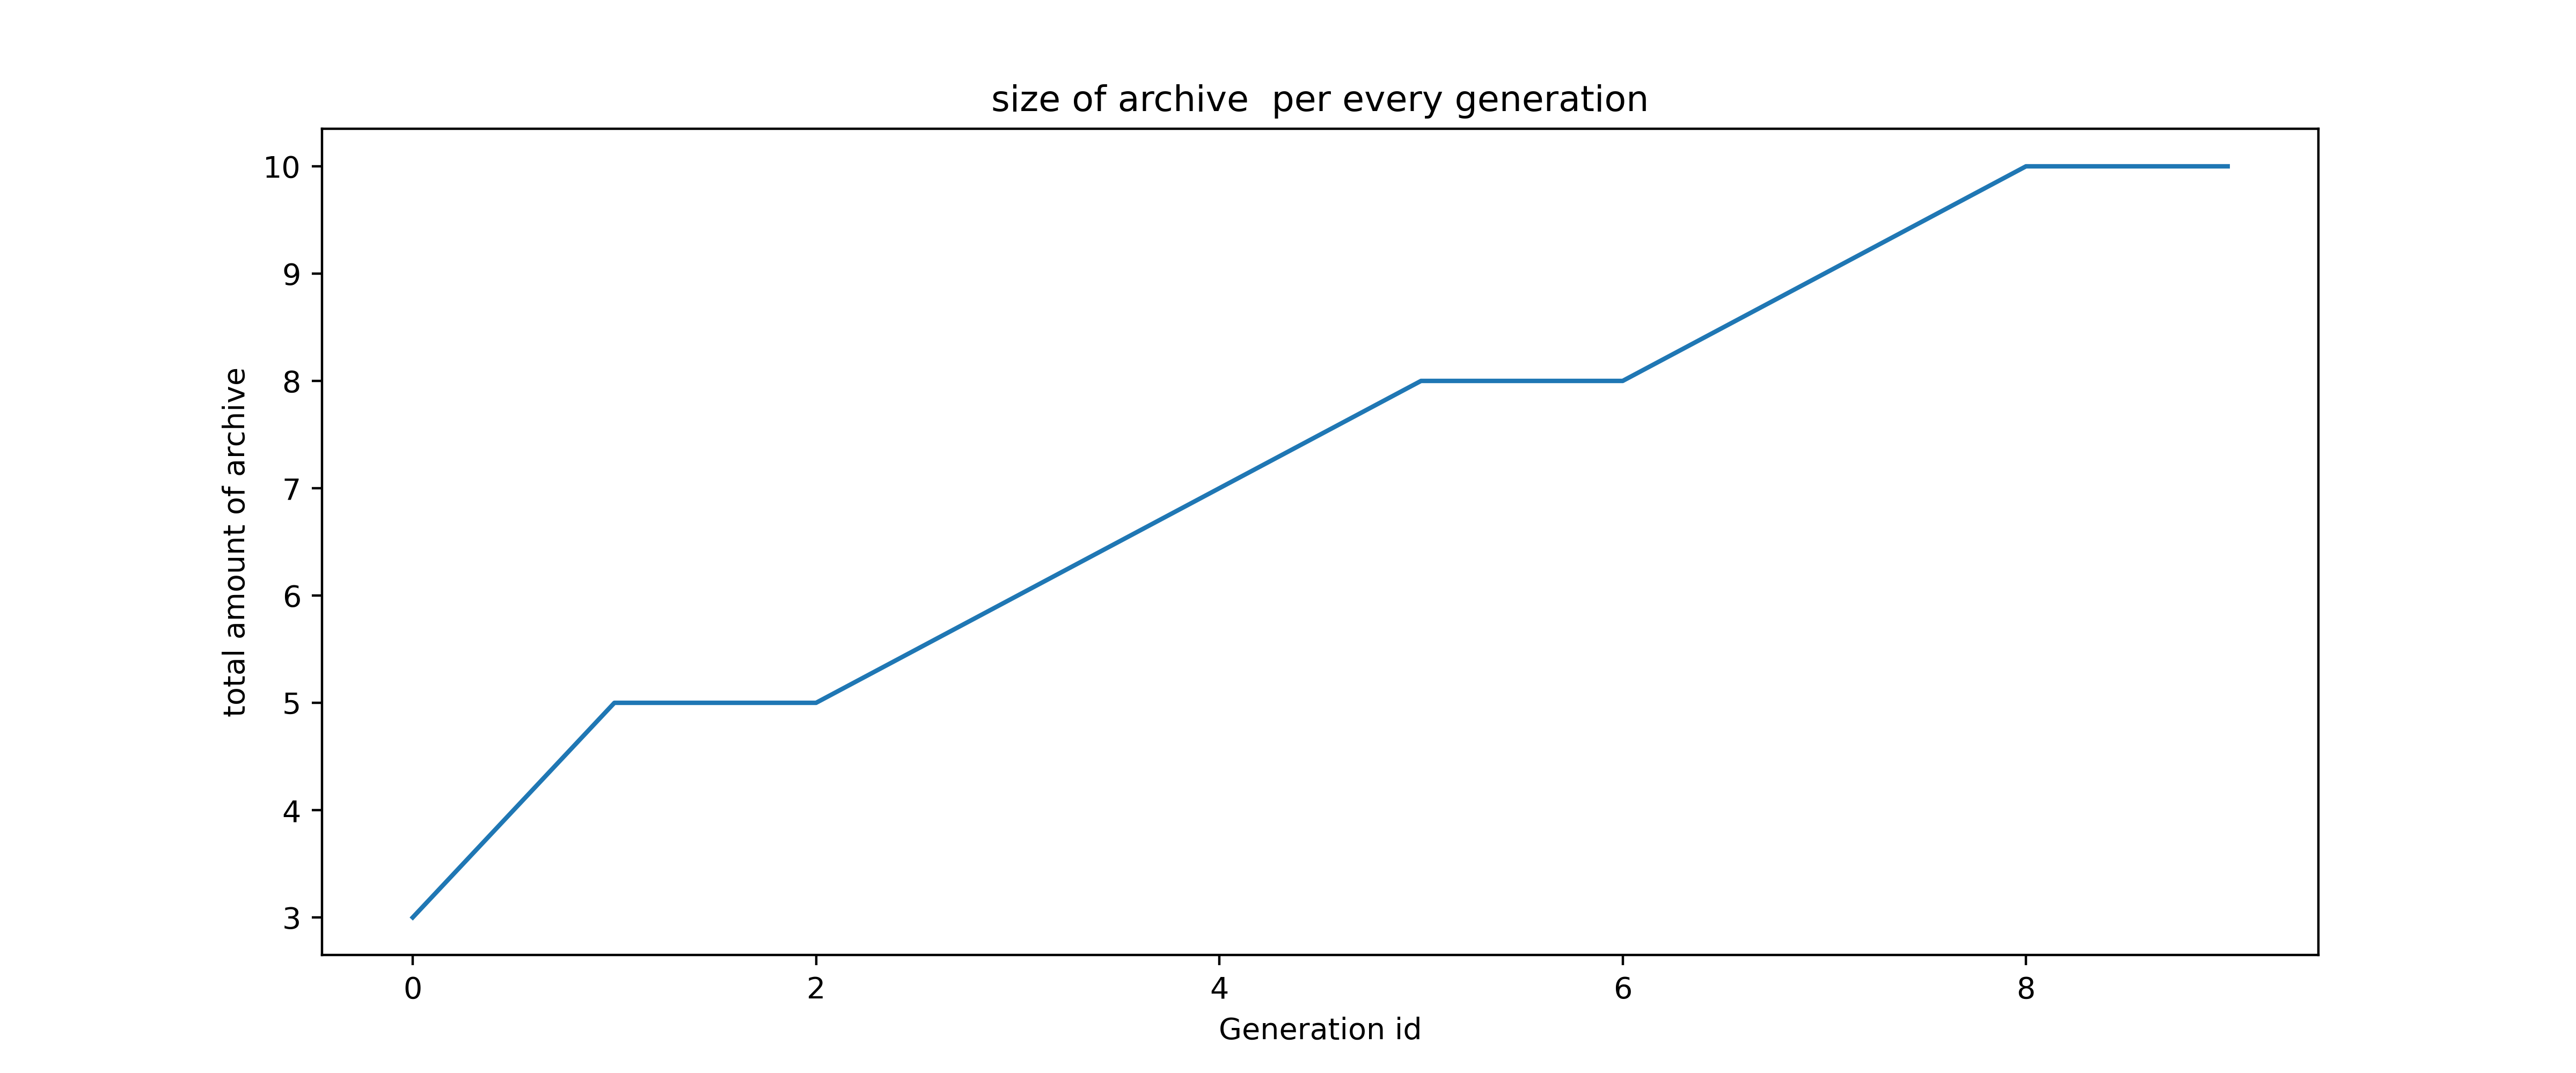 size of archive  per every generation
total amount of archive
10
9
8
7
6
5
4
3
0 2 4 6 8
Generation id